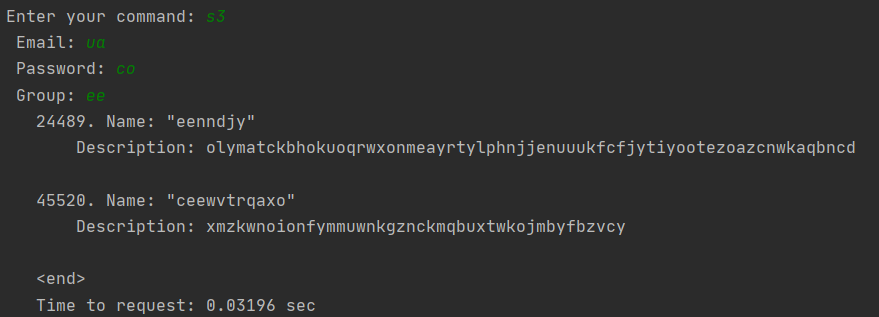 Enter your command: s3
Email: ua
Password: co
Group: ee
24489. Name: "eenndjy"
Description: olymatckbhokuoqrwxonmeayrtylphnjjenuuukfcfjytiyootezoazcnwkaqbncd
45520. Name: "ceewvtrqaxo"
Description: xmzkwnoionfymmuwnkgznckmqbuxtwkojmbyfbzvcy
<end>
Time to request: 0.03196 sec